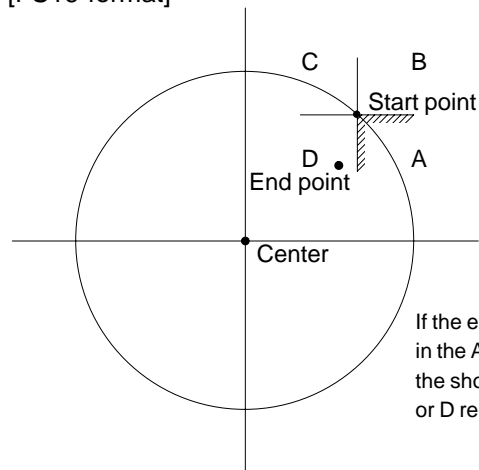 C
B
Start point
D
A
End point
Center
If the e
in the A
the sho
or D re